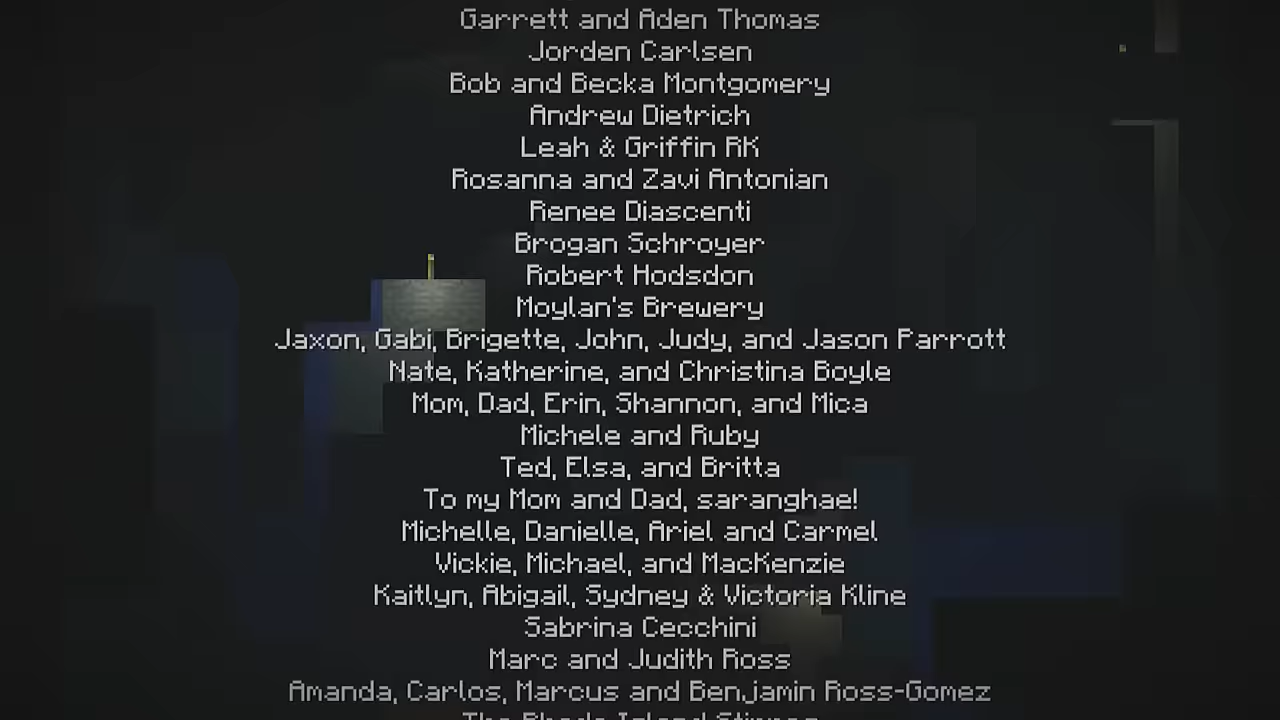 Garrett and Aden Thomas
Jorden Carlsen
Bob and Becka Montgomery
Andrew Dietrich
Leah & Griffin RK
Rosanna and Zavi Antonian
Renee Diascenti
Brogan Schroyer
Robert Hodsdon
Moylan's Brewery
Jaxon, Gabi, Brigette, John, Judy, and Jason Parrott
Nate, Katherine, and Christina Boyle
Mom, Dad, Erin, Shannon, and Mica
Michele and Ruby
Ted, Elsa, and Britta
To my Mom and Dad, saranghae!
Michelle, Danielle, Ariel and Carmel
Vickie, Michael, and MacKenzie
Kaitlyn, Abigail, Sydney & Victoria Kline
Sabrina Cecchini
Marc and Judith Ross
Amanda, Carlos, Marcus and Benjamin Ross-Gomez
The Rhode Island